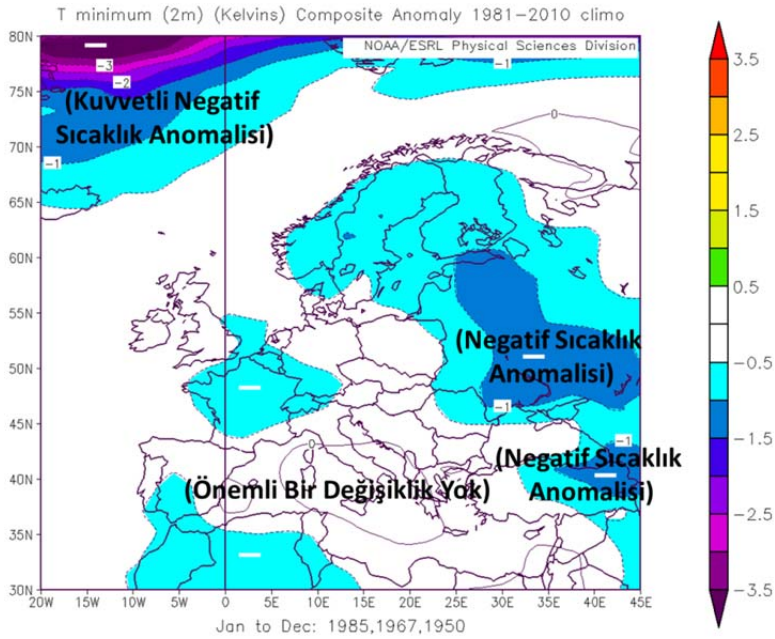 T minimum (2m) (Kelvins) Composite Anomaly 1981–2010 climo
NOAA/ESRL Physical Sciences Division
80N
75N
70N
65N
60N
55N
50N
45N
40N
35N
30N
−3
−2
−1
−1
0
(Kuvvetli Negatif
Sıcaklık Anomalisi)
(Negatif Sıcaklık
Anomalisi)
−1
−1
(Negatif Sıcaklık
Anomalisi)
0
(Önemli Bir Değişiklik Yok)
20W 15W 10W 5W 0 5E 10E 15E 20E 25E 30E 35E 40E 45E
Jan to Dec: 1985,1967,1950
3.5
2.5
1.5
0.5
−0.5
−1.5
−2.5
−3.5